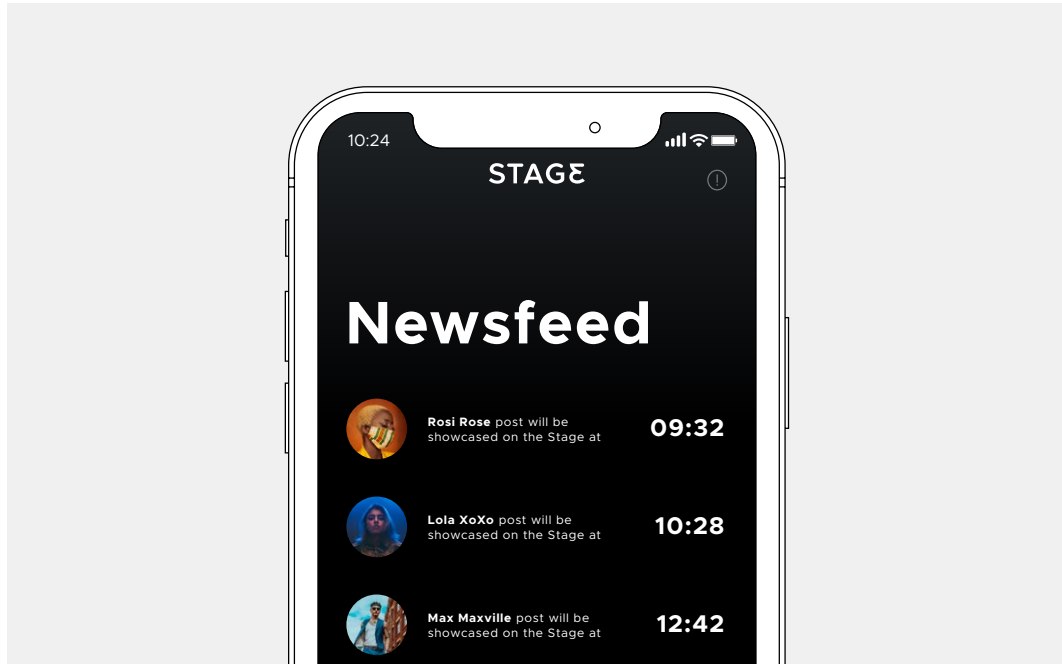 10:24
STAGE
Newsfeed
Rosi Rose post will be
showcased on the Stage at
09:32
Lola XoXo post will be
showcased on the Stage at
10:28
Max Maxville post will be
showcased on the Stage at
12:42